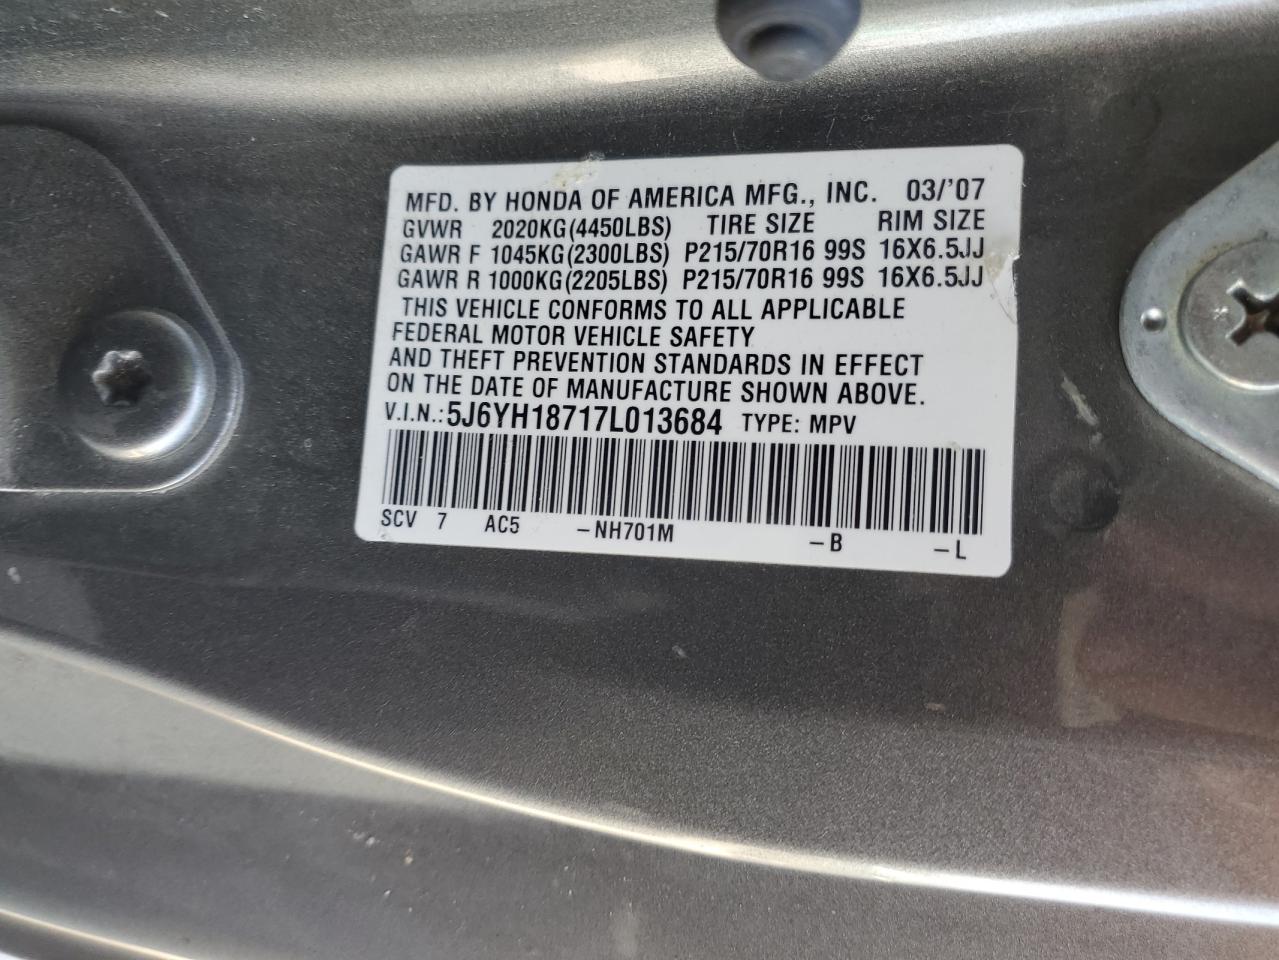 MFD. BY HONDA OF AMERICA MFG., INC. 03/'07
GVWR 2020KG(4450LBS) TIRE SIZE RIM SIZE
GAWR F 1045KG(2300LBS) P215/70R16 99S 16X6.5JJ
GAWR R 1000KG(2205LBS) P215/70R16 99S 16X6.5JJ
THIS VEHICLE CONFORMS TO ALL APPLICABLE
FEDERAL MOTOR VEHICLE SAFETY
AND THEFT PREVENTION STANDARDS IN EFFECT
ON THE DATE OF MANUFACTURE SHOWN ABOVE.
V.I.N.: 5J6YH18717L013684 TYPE: MPV
SCV 7 AC5 -NH701M -B -L